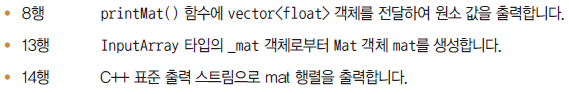 • 8행 printMat() 함수에 vector<float> 객체를 전달하여 원소 값을 출력합니다.
• 13행 InputArray 타입의 _mat 객체로부터 Mat 객체 mat를 생성합니다.
• 14행 C++ 표준 출력 스트림으로 mat 행렬을 출력합니다.